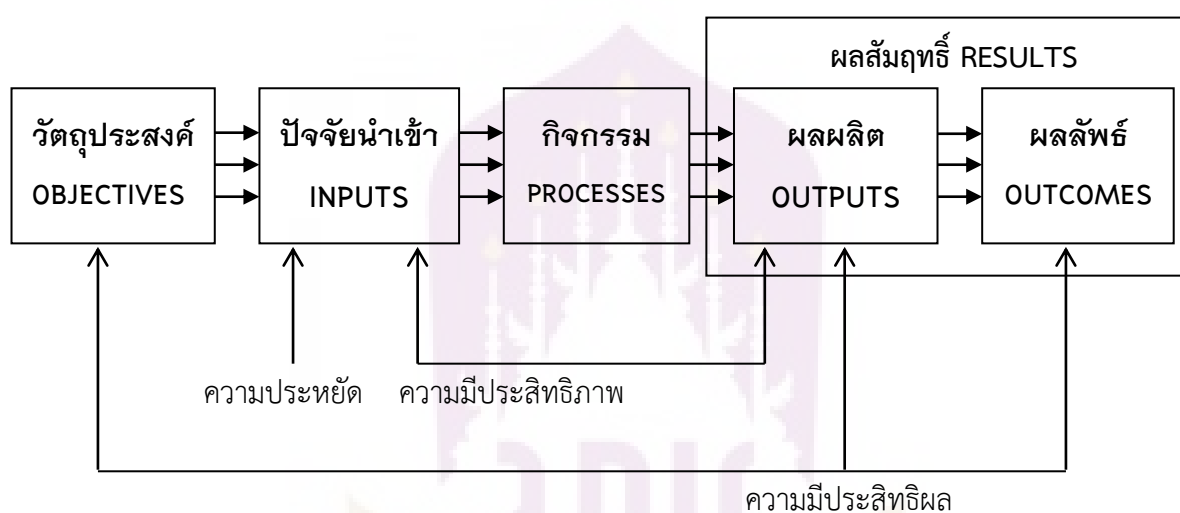 ผลสัมฤทธิ์ RESULTS
วัตถุประสงค์
OBJECTIVES
ปัจจัยนำเข้า
INPUTS
กิจกรรม
PROCESSES
ผลผลิต
OUTPUTS
ผลลัพธ์
OUTCOMES
ความประหยัด
ความมีประสิทธิภาพ
ความมีประสิทธิผล